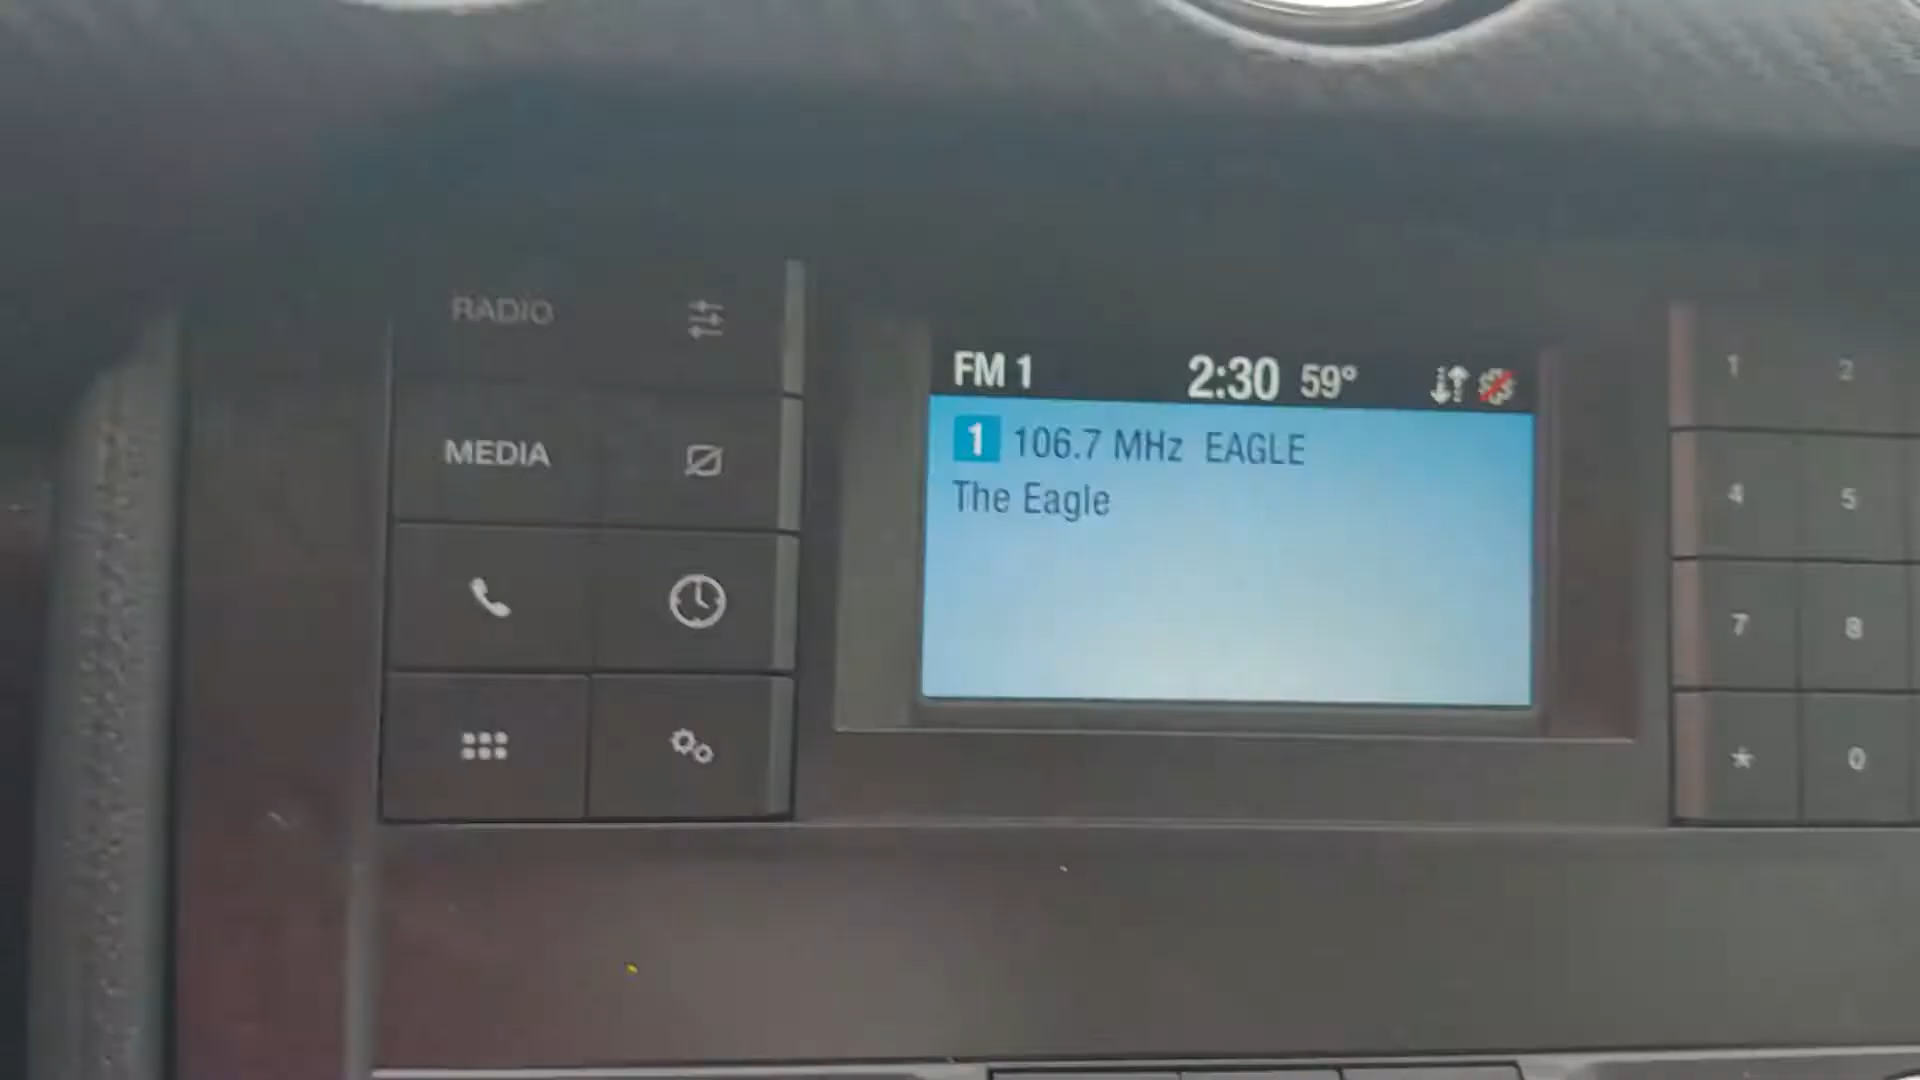 RADIO
MEDIA
FM 1 2:30 59°
1 106.7 MHz EAGLE
The Eagle
1 2
4 5
7 8
* 0